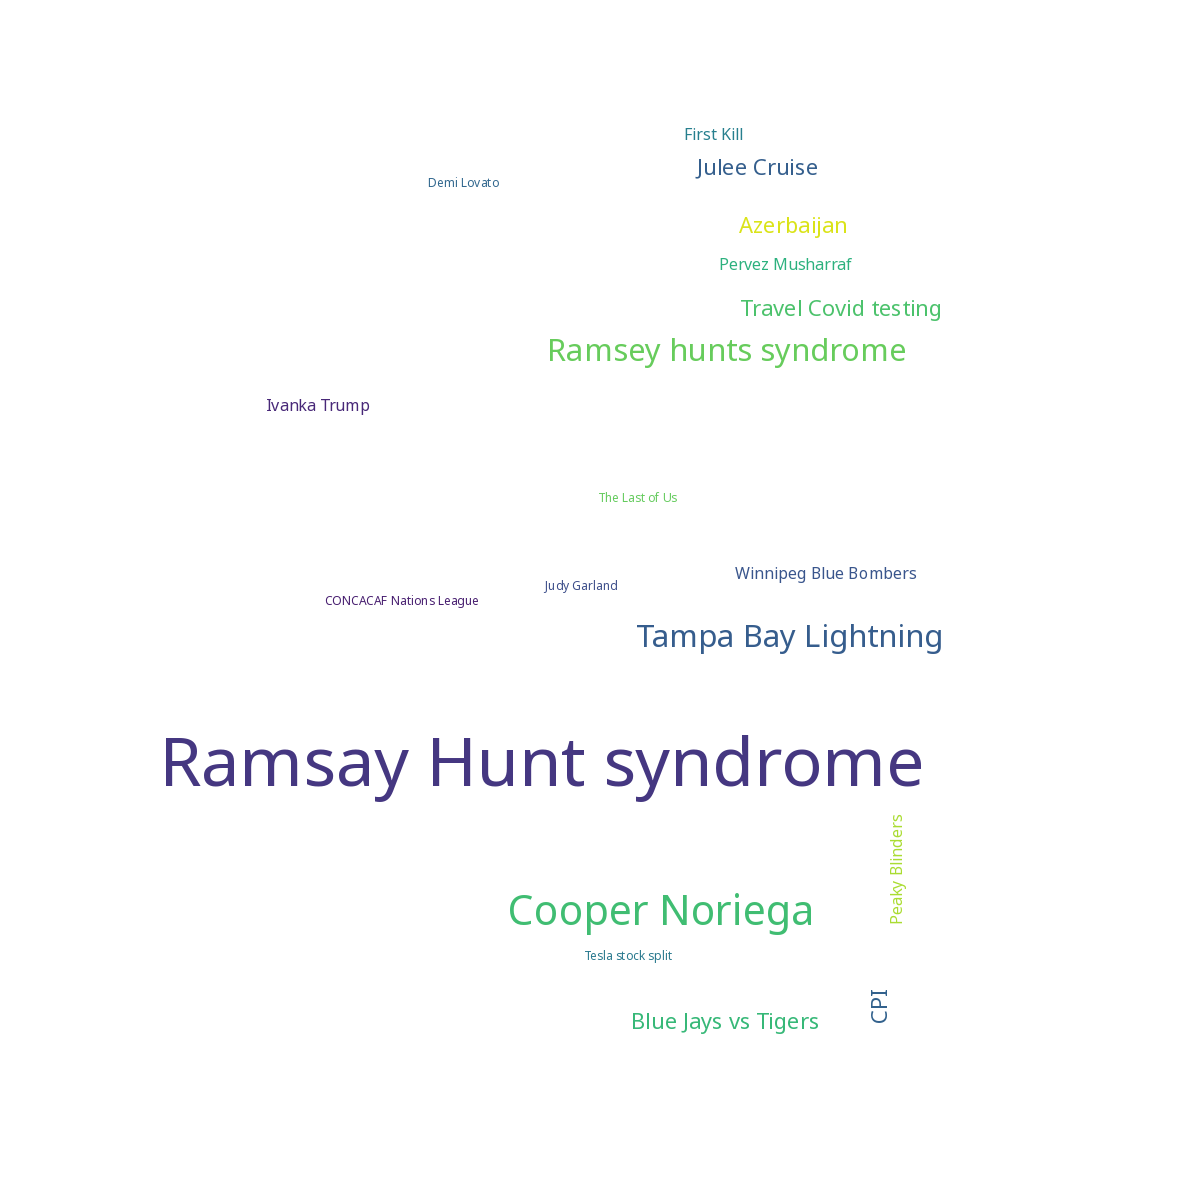 First Kill
Julee Cruise
Demi Lovato
Azerbaijan
Pervez Musharraf
Travel Covid testing
Ramsey hunts syndrome
Ivanka Trump
The Last of Us
Winnipeg Blue Bombers
Judy Garland
CONCACAF Nations League
Tampa Bay Lightning
Ramsay Hunt syndrome
Peaky Blinders
Cooper Noriega
Tesla stock split
CPI
Blue Jays vs Tigers